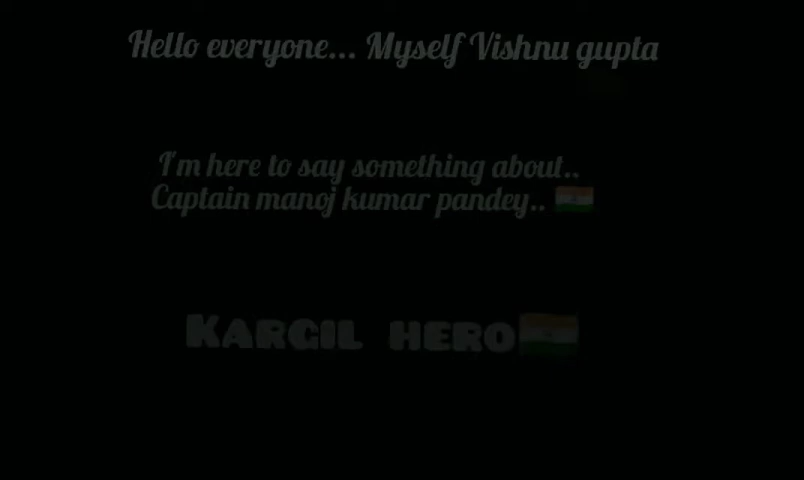 Hello everyone... Myself Vishnu gupta
I'm here to say something about..
Captain manoj kumar pandey.. 🇮🇳
KARGIL HERO🇮🇳